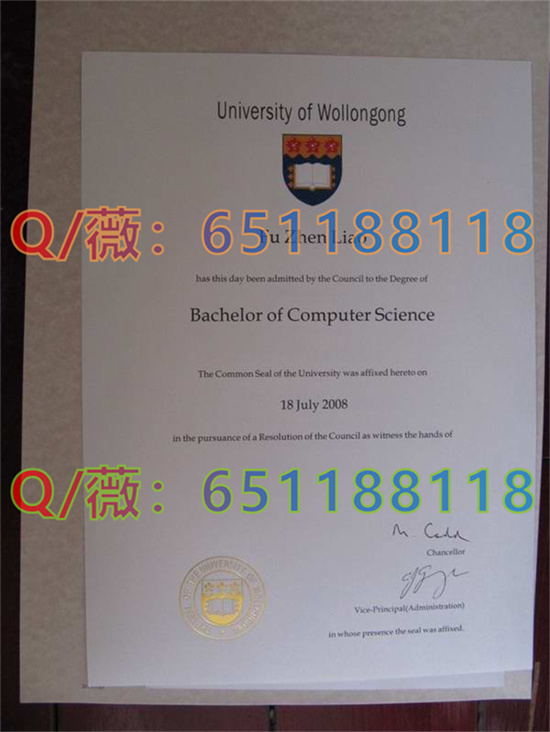 University of Wollongong
Q/薇：651188118
Fu Zhen Liao
has this day been admitted by the Council to the Degree of
Bachelor of Computer Science
The Common Seal of the University was affixed hereto on
18 July 2008
in the pursuance of a Resolution of the Council as witness the hands of
Q/薇：651188118
Chancellor
Vice-Principal(Administration)
in whose presence the seal was affixed.